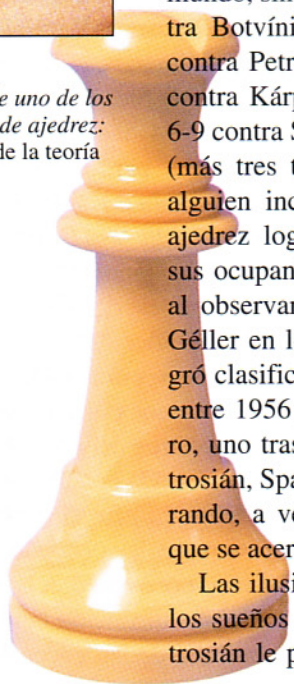 e uno de los
de ajedrez:
de la teoría
tra Botvíni
contra Petr
contra Kárp
6-9 contra S
(más tres t
alguien inc
ajedrez log
sus ocupan
al observar
Géller en l
gró clasific
entre 1956
ro, uno tras
trosián, Spa
rando, a ve
que se acer
Las ilusi
los sueños
trosián le p